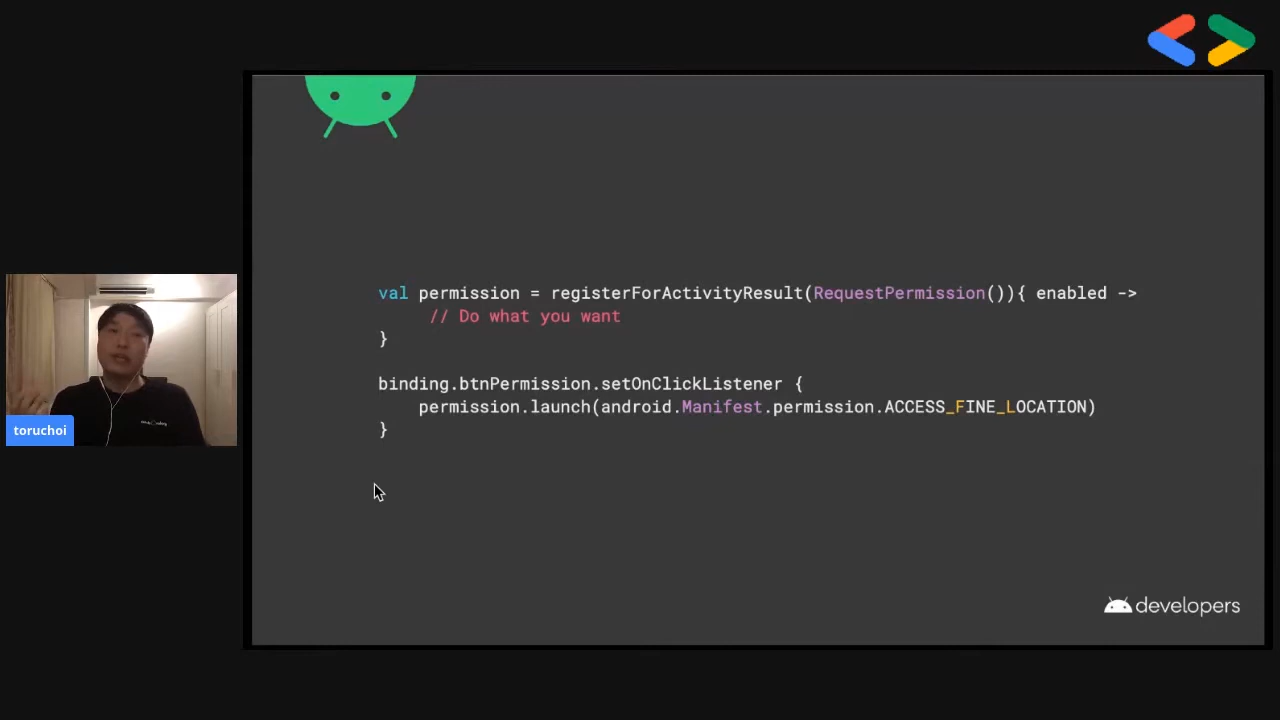 val permission = registerForActivityResult(RequestPermission()){ enabled ->
// Do what you want
}
binding.btnPermission.setOnClickListener {
permission.launch(android.Manifest.permission.ACCESS_FINE_LOCATION)
}
toruchoi
developers